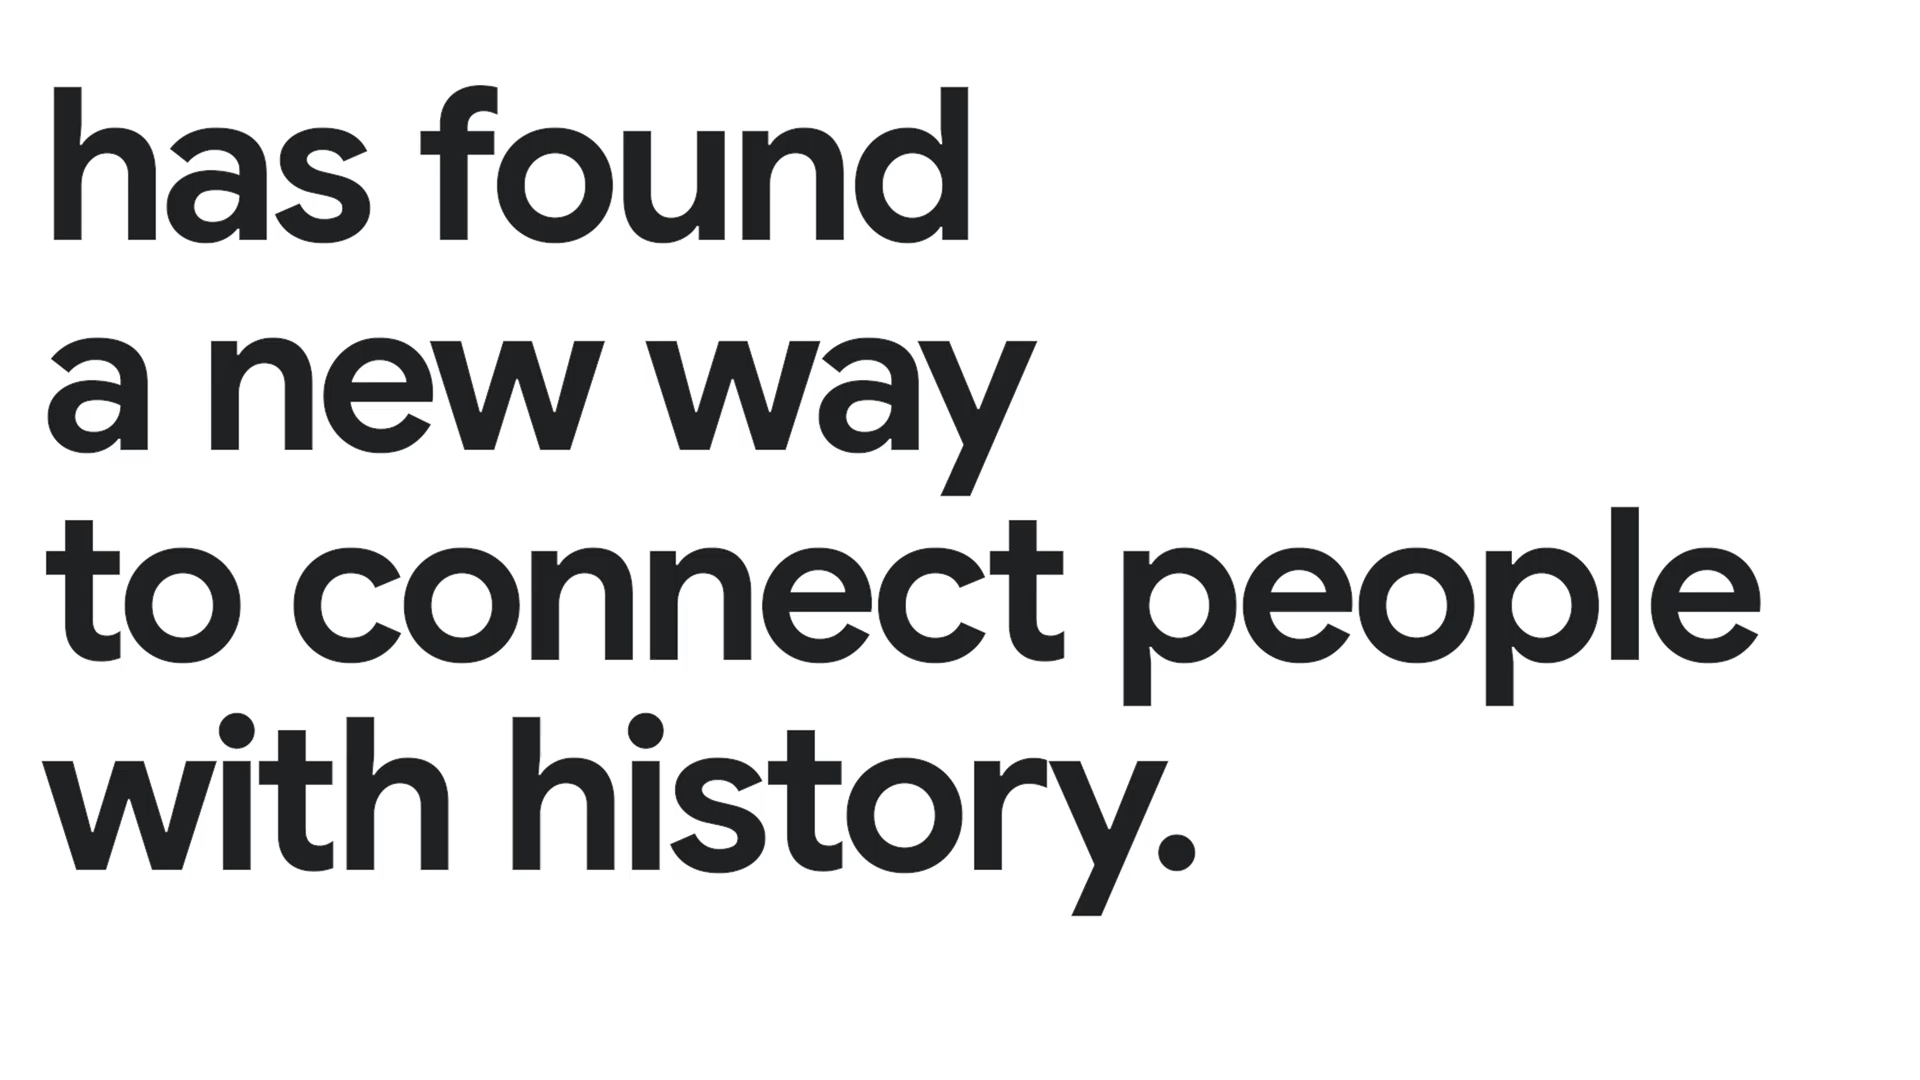 has found
a new way
to connect people
with history.